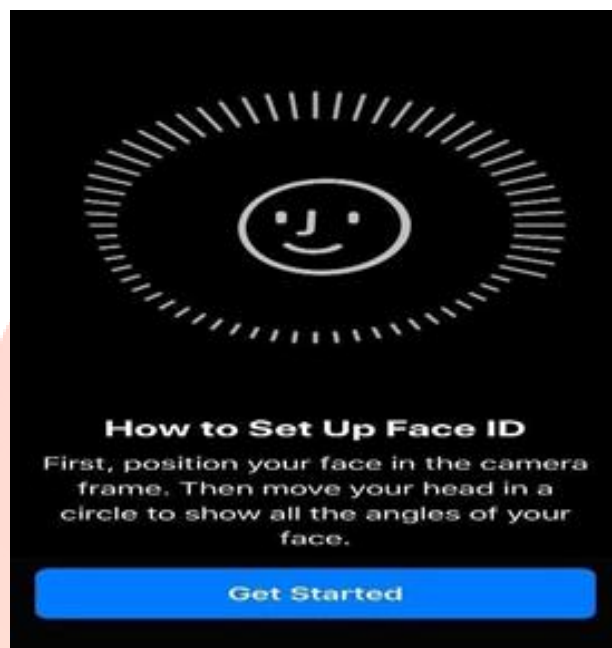 How to Set Up Face ID
First, position your face in the camera
frame. Then move your head in a
circle to show all the angles of your
face.
Get Started